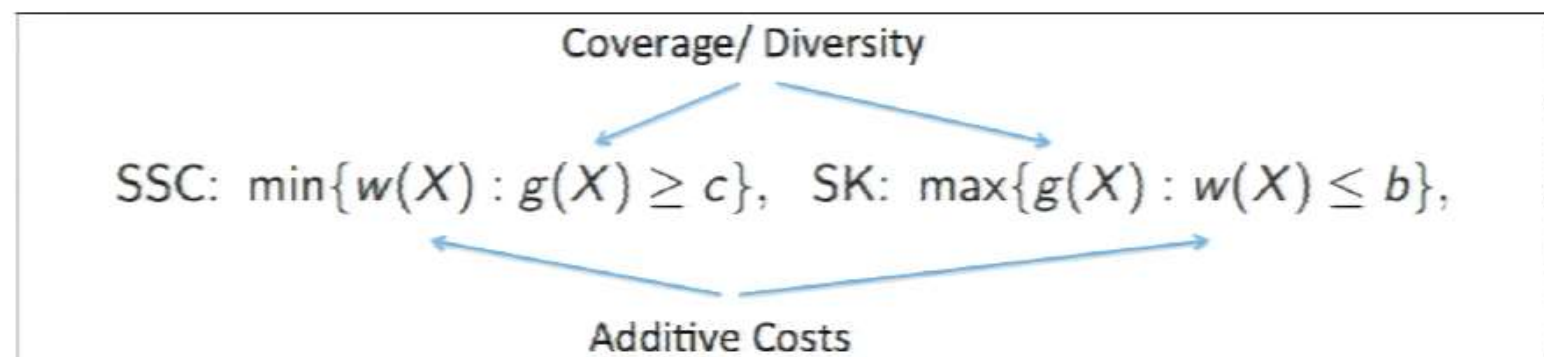 Coverage/ Diversity
SSC: min{w(X) : g(X) ≥ c}, SK: max{g(X) : w(X) ≤ b},
Additive Costs